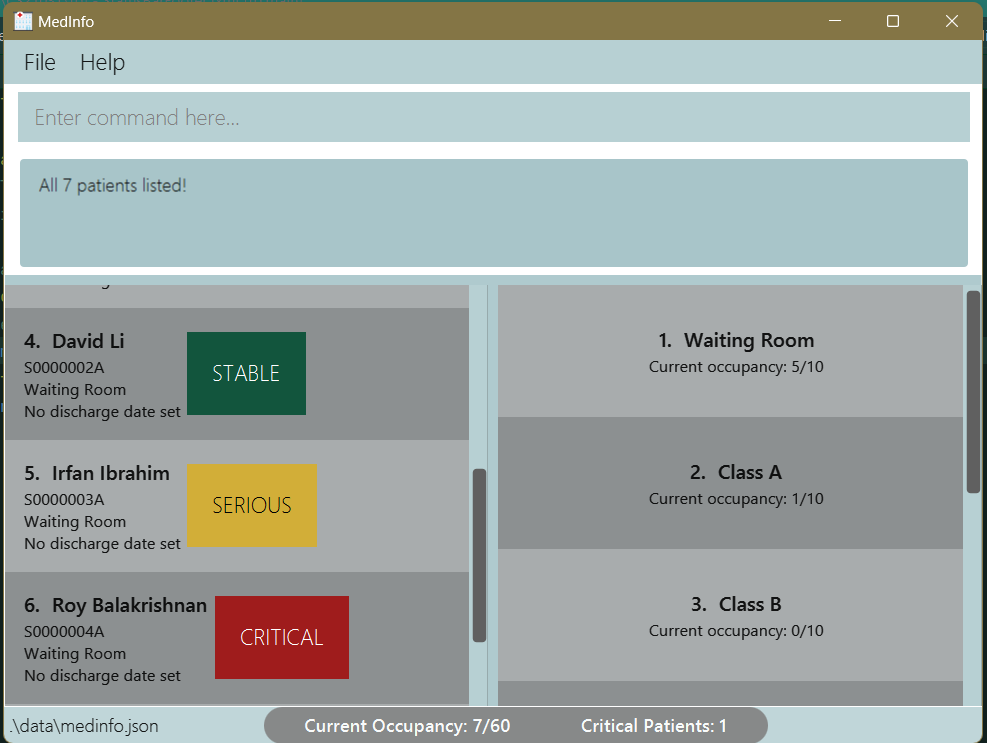 MedInfo
File Help
Enter command here...
All 7 patients listed!
4. David Li
S0000002A
Waiting Room
No discharge date set
STABLE
5. Irfan Ibrahim
S0000003A
Waiting Room
No discharge date set
SERIOUS
6. Roy Balakrishnan
S0000004A
Waiting Room
No discharge date set
CRITICAL
1. Waiting Room
Current occupancy: 5/10
2. Class A
Current occupancy: 1/10
3. Class B
Current occupancy: 0/10
.\data\medinfo.json
Current Occupancy: 7/60
Critical Patients: 1